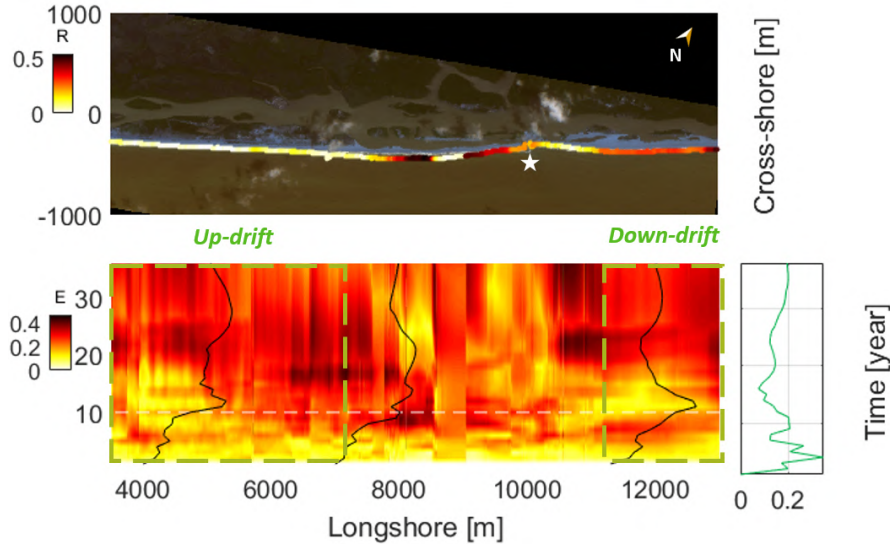 1000
R
0.5
0
0
-1000
N
Cross-shore [m]
Up-drift
Down-drift
E
0.4
0.2
0
30
20
10
4000
6000
8000
10000
12000
Longshore [m]
0
0.2
Time [year]